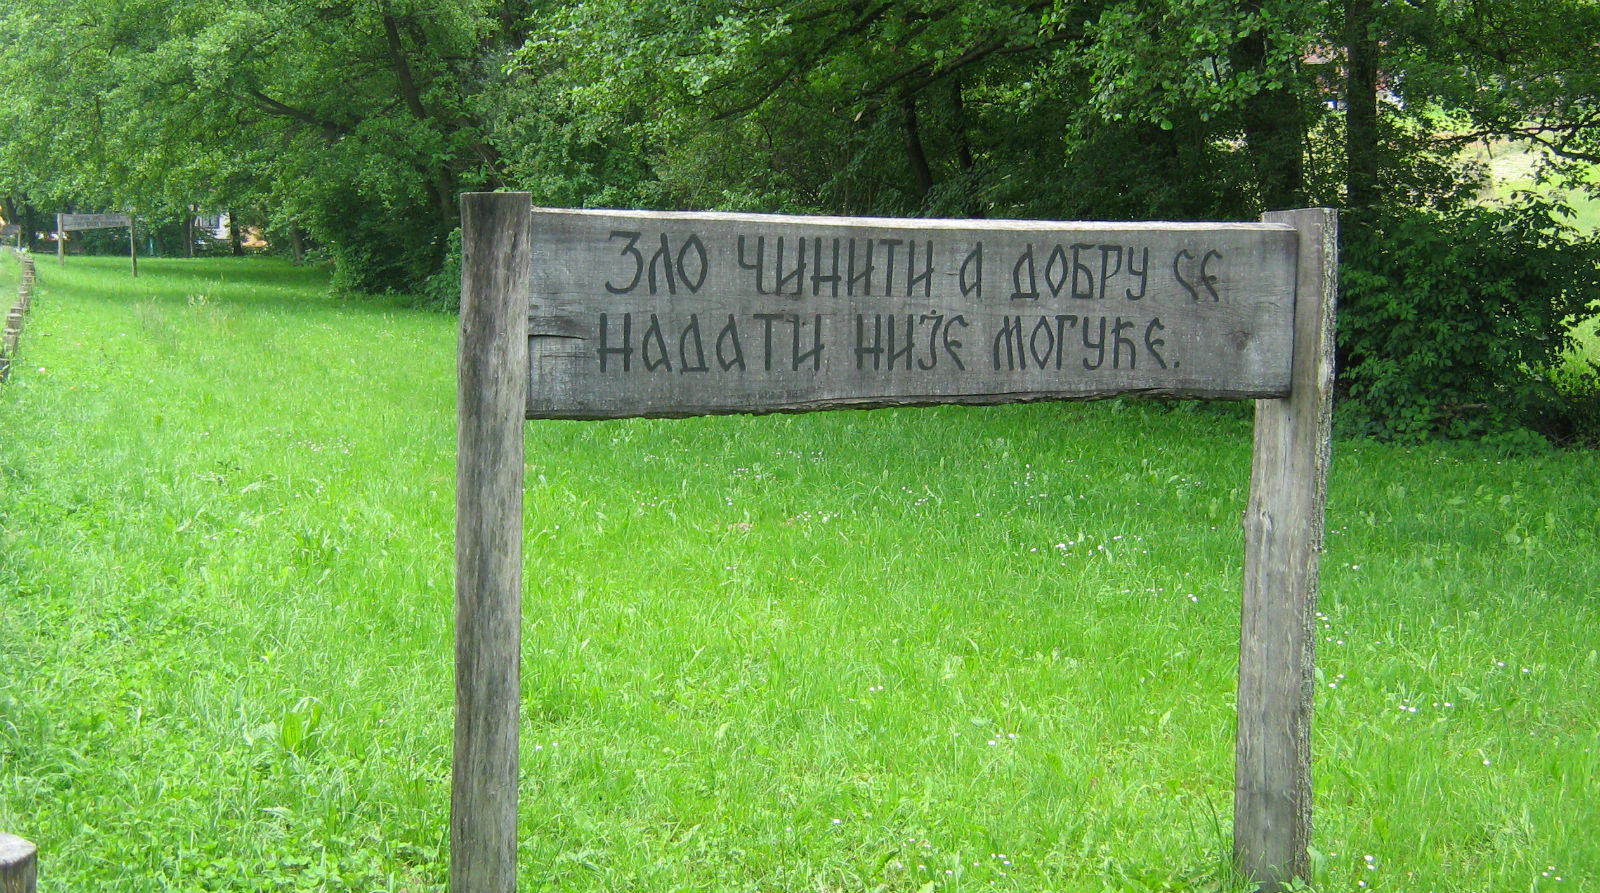 Зло чинити а добру се
надати није могуће.